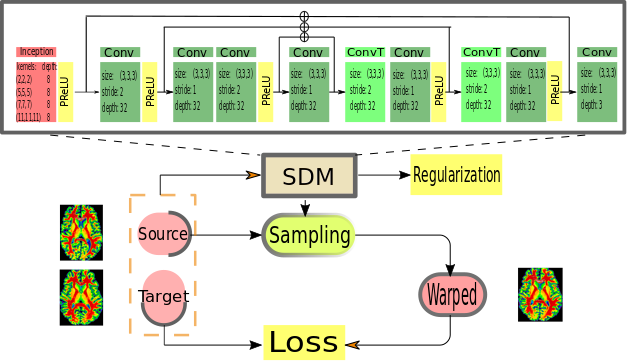 Inception
kernels: depth:
(2,2,2) 8
(5,5,5) 8
(7,7,7) 8
(11,11,11) 8
PReLU
Conv
size: (3,3,3)
stride: 2
depth: 32
PReLU
Conv
size: (3,3,3)
stride: 1
depth: 32
Conv
size: (3,3,3)
stride: 2
depth: 32
PReLU
Conv
size: (3,3,3)
stride: 1
depth: 32
ConvT
size: (3,3,3)
stride: 2
depth: 32
Conv
size: (3,3,3)
stride: 1
depth: 32
PReLU
ConvT
size: (3,3,3)
stride: 2
depth: 32
Conv
size: (3,3,3)
stride: 1
depth: 32
PReLU
Conv
size: (3,3,3)
stride: 1
depth: 3
SDM
Regularization
Source
Sampling
Target
Warped
Loss